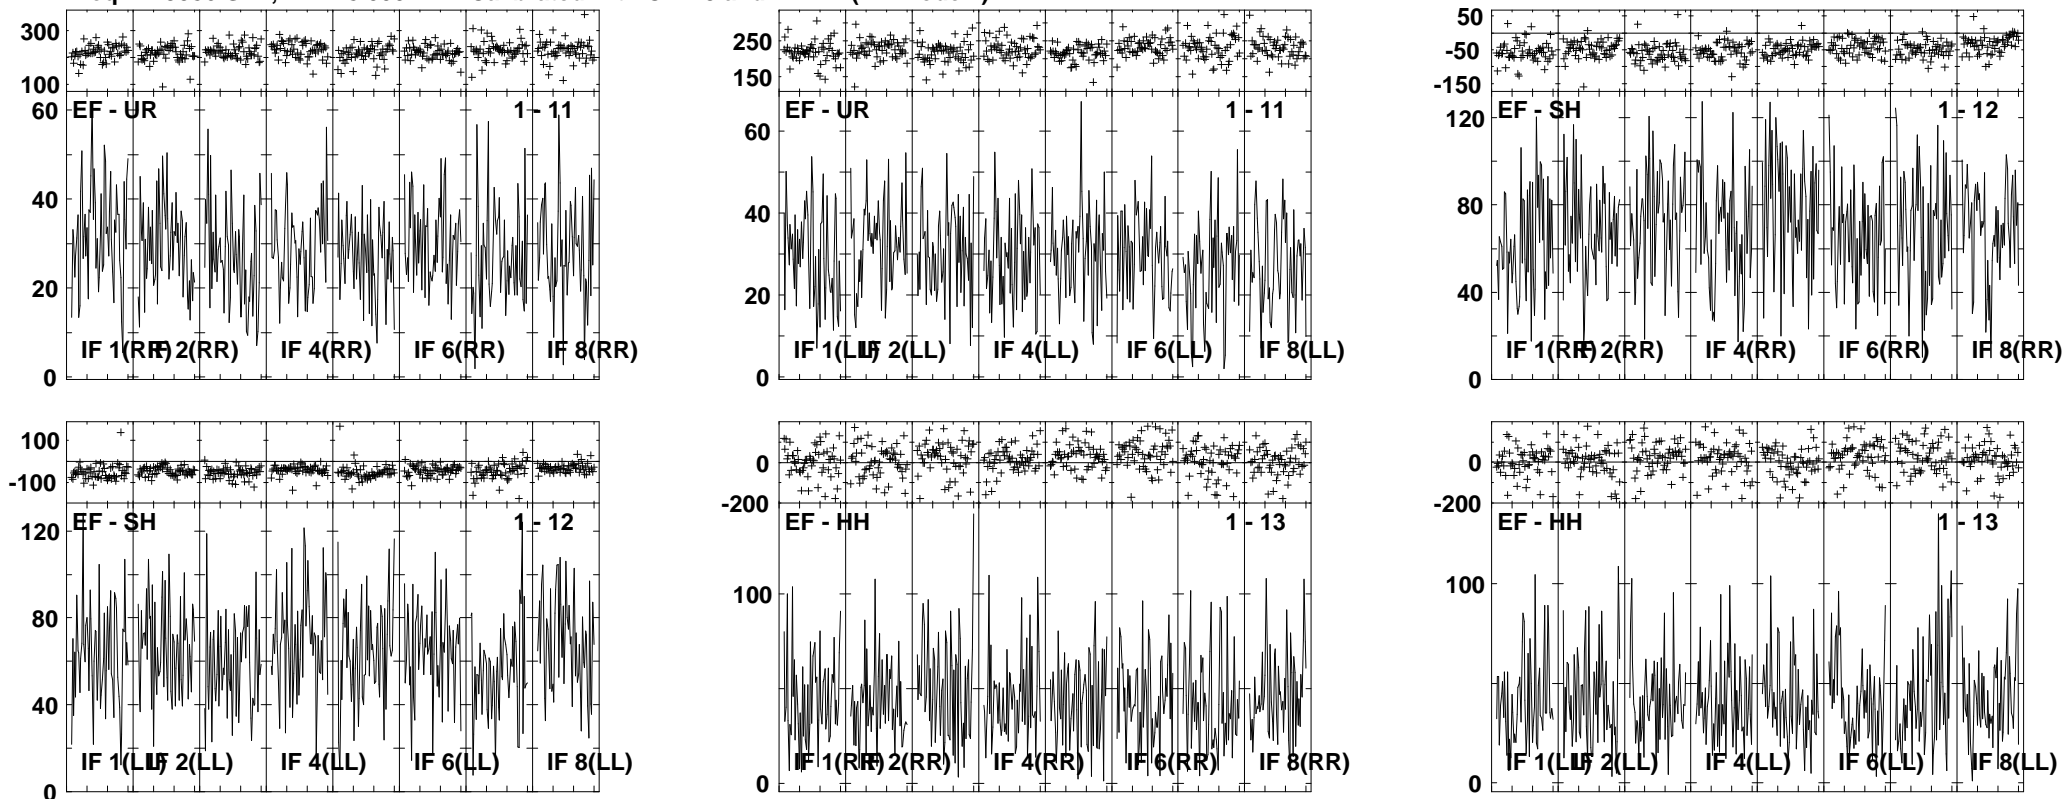 300
100
EF - UR 1 - 11
60
40
20
0
IF 1(RR) IF 2(RR) IF 4(RR) IF 6(RR) IF 8(RR)
250
150
EF - UR 1 - 11
60
40
20
0
IF 1(LL) IF 2(LL) IF 4(LL) IF 6(LL) IF 8(LL)
50
-50
-150
EF - SH 1 - 12
120
80
40
0
IF 1(RR) IF 2(RR) IF 4(RR) IF 6(RR) IF 8(RR)
100
-100
EF - SH 1 - 12
120
80
40
0
IF 1(LL) IF 2(LL) IF 4(LL) IF 6(LL) IF 8(LL)
0
-200
EF - HH 1 - 13
100
0
IF 1(RR) IF 2(RR) IF 4(RR) IF 6(RR) IF 8(RR)
0
-200
EF - HH 1 - 13
100
0
IF 1(LL) IF 2(LL) IF 4(LL) IF 6(LL) IF 8(LL)